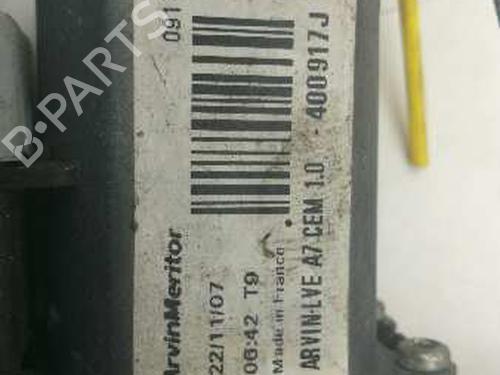 ArvinMeritor
22/11/07
06:42 T9
Made in France
091
ARVIN-LVE A7 CEM 1.0 - 400917J
B-PARTS